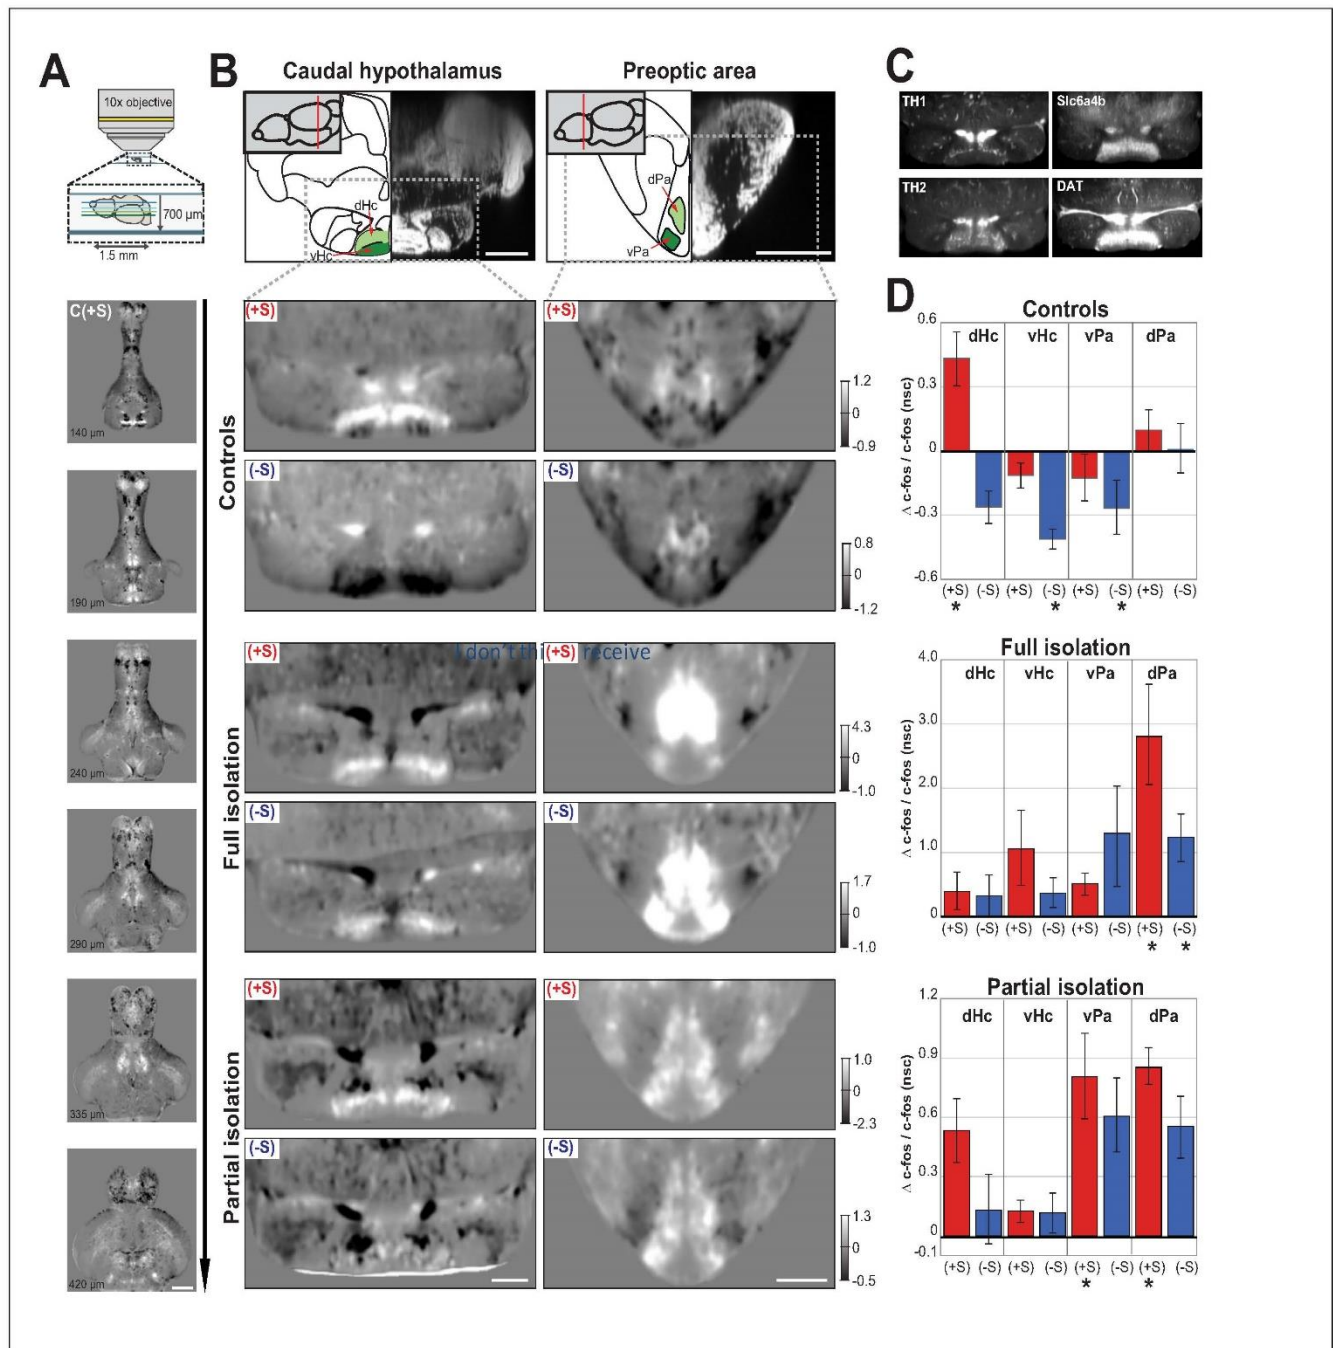 A
10x objective
700 µm
1.5 mm
C(+S)
140 µm
190 µm
240 µm
290 µm
335 µm
420 µm
B
Caudal hypothalamus
Preoptic area
dHc
vHc
dPa
vPa
Controls
(+S)
(+S)
1.2
0
-0.9
(-S)
(-S)
0.8
0
-1.2
Full isolation
(+S)
I don't thi
(+S)
receive
4.3
0
-1.0
(-S)
(-S)
1.7
0
-1.0
Partial isolation
(+S)
(+S)
1.0
0
-2.3
(-S)
(-S)
1.3
0
-0.5
C
TH1
Slc6a4b
TH2
DAT
D
Controls
dHc vHc vPa dPa
Δ c-fos / c-fos (nsc)
0.6
0.3
0
-0.3
-0.6
(+S) (-S) (+S) (-S) (+S) (-S) (+S) (-S)
* * *
Full isolation
dHc vHc vPa dPa
Δ c-fos / c-fos (nsc)
4.0
3.0
2.0
1.0
0
(+S) (-S) (+S) (-S) (+S) (-S) (+S) (-S)
* *
Partial isolation
dHc vHc vPa dPa
Δ c-fos / c-fos (nsc)
1.2
0.9
0.6
0.3
0
-0.1
(+S) (-S) (+S) (-S) (+S) (-S) (+S) (-S)
* *